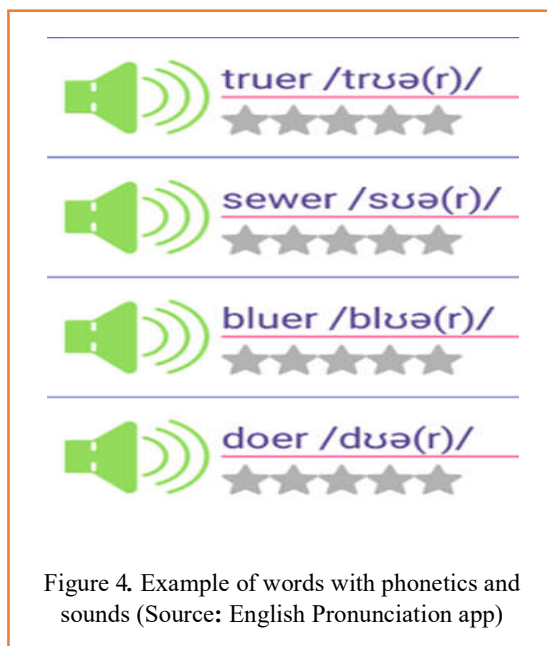 truer /trʊə(r)/
sewer /sʊə(r)/
bluer /blʊə(r)/
doer /dʊə(r)/
Figure 4. Example of words with phonetics and
sounds (Source: English Pronunciation app)